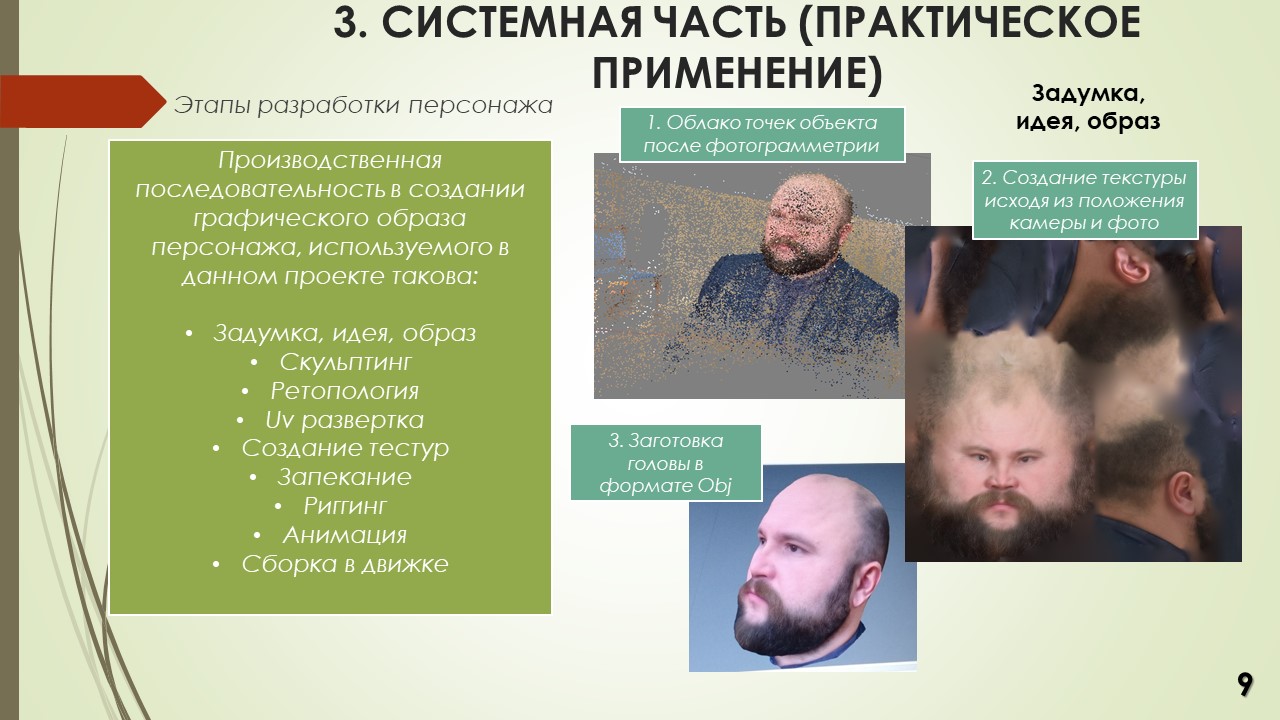 3. СИСТЕМНАЯ ЧАСТЬ (ПРАКТИЧЕСКОЕ
ПРИМЕНЕНИЕ)
Этапы разработки персонажа
Производственная
последовательность в создании
графического образа
персонажа, используемого в
данном проекте такова:
• Задумка, идея, образ
• Скульптинг
• Ретопология
• Uv развертка
• Создание тестур
• Запекание
• Риггинг
• Анимация
• Сборка в движке
1. Облако точек объекта
после фотограмметрии
Задумка,
идея, образ
2. Создание текстуры
исходя из положения
камеры и фото
3. Заготовка
головы в
формате Obj
9